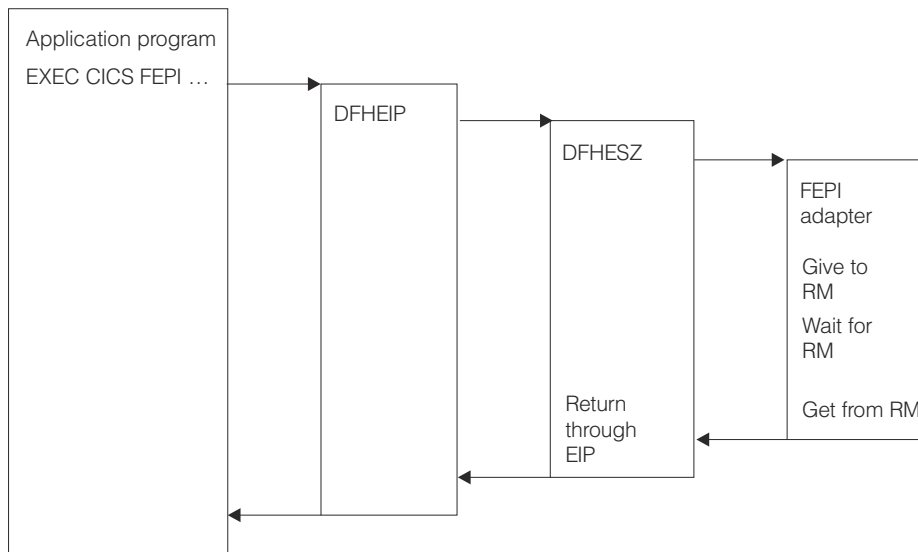 Application program
EXEC CICS FEPI …
DFHEIP
DFHESZ
Return
through
EIP
FEPI
adapter
Give to
RM
Wait for
RM
Get from RM